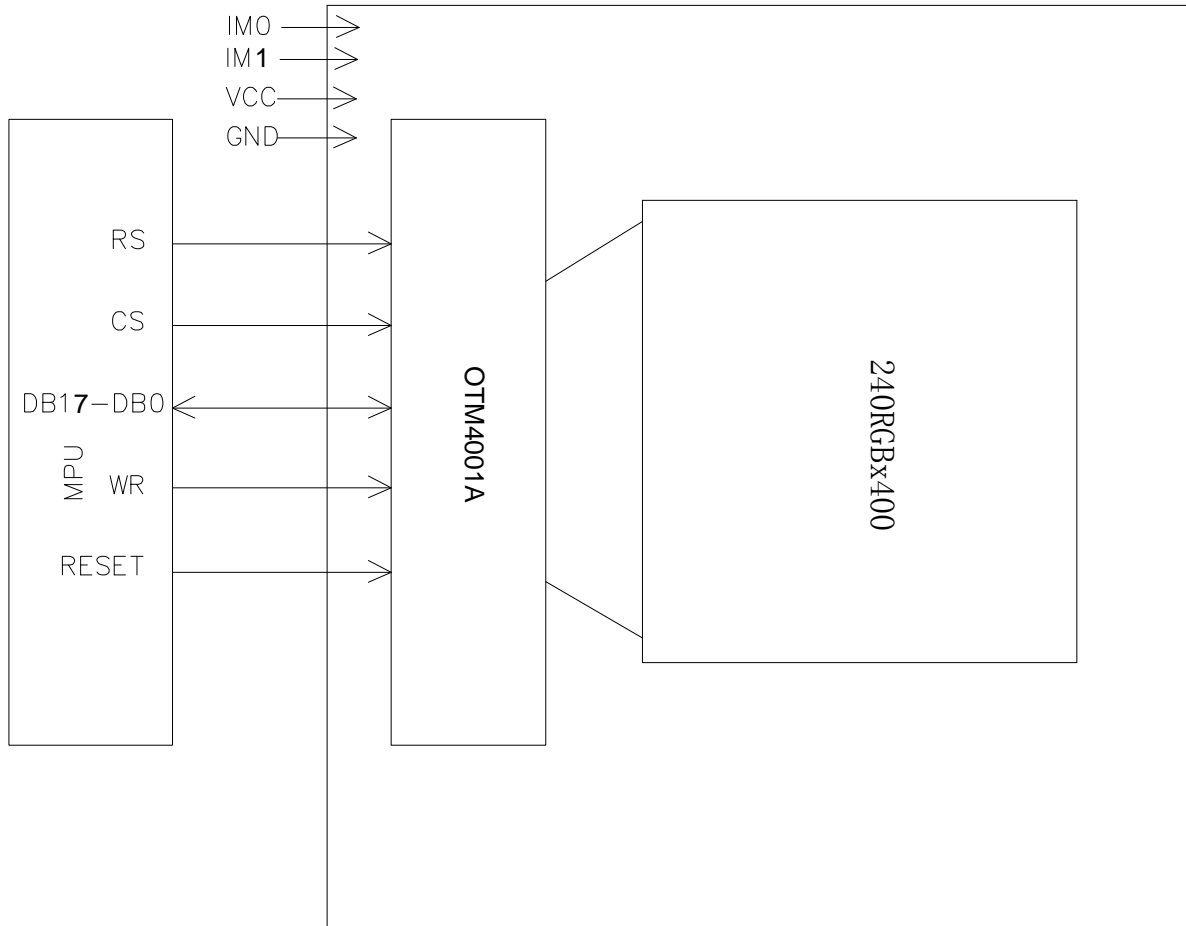 IM0
IM1
VCC
GND
RS
CS
DB17-DB0
MPU
WR
RESET
OTM4001A
240RGBx400